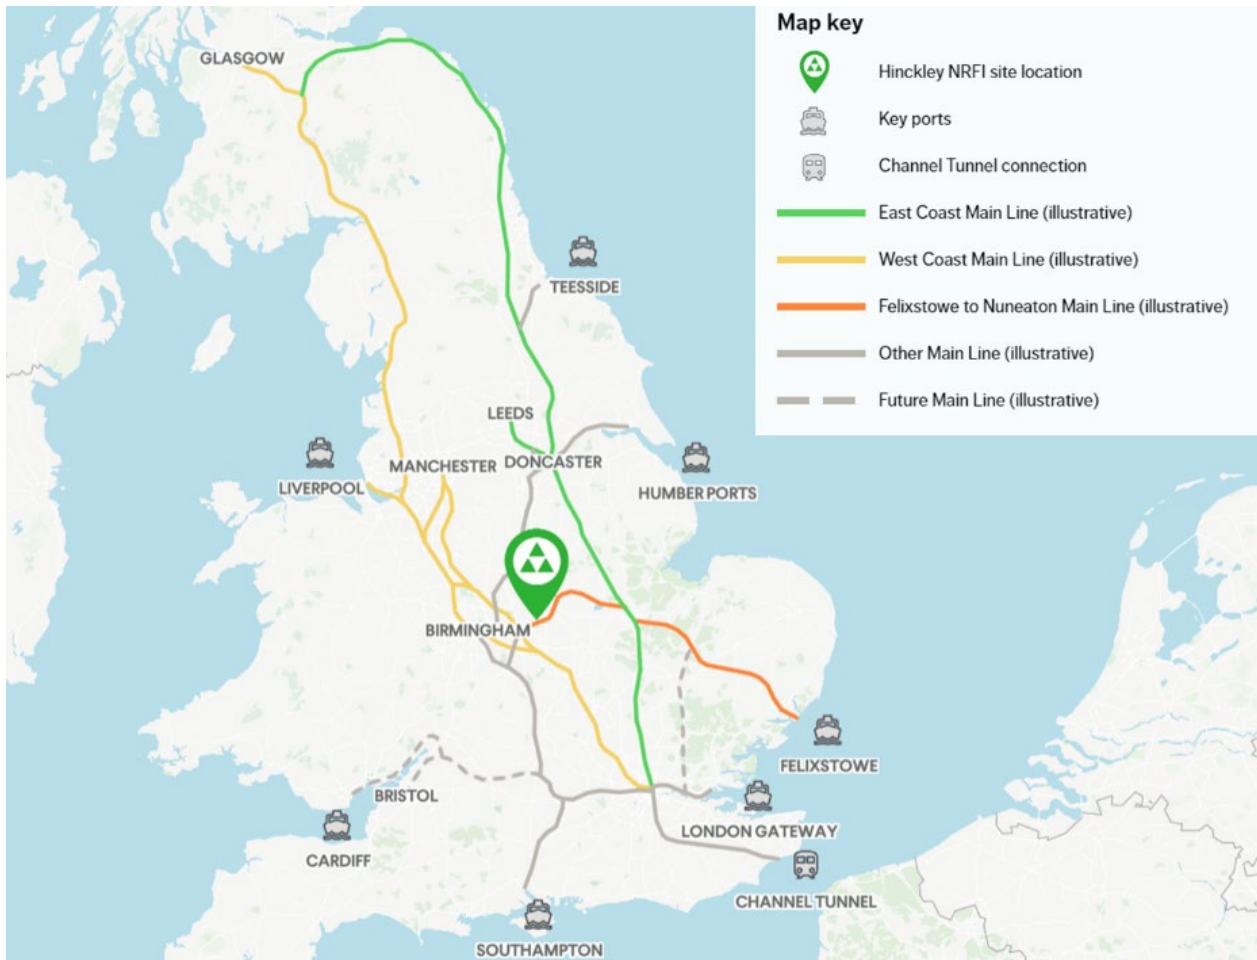 Map key
Hinckley NRFI site location
Key ports
Channel Tunnel connection
East Coast Main Line (illustrative)
West Coast Main Line (illustrative)
Felixstowe to Nuneaton Main Line (illustrative)
Other Main Line (illustrative)
Future Main Line (illustrative)
GLASGOW
TEESSIDE
LEEDS
MANCHESTER
DONCASTER
LIVERPOOL
HUMBER PORTS
BIRMINGHAM
FELIXSTOWE
BRISTOL
LONDON GATEWAY
CARDIFF
CHANNEL TUNNEL
SOUTHAMPTON